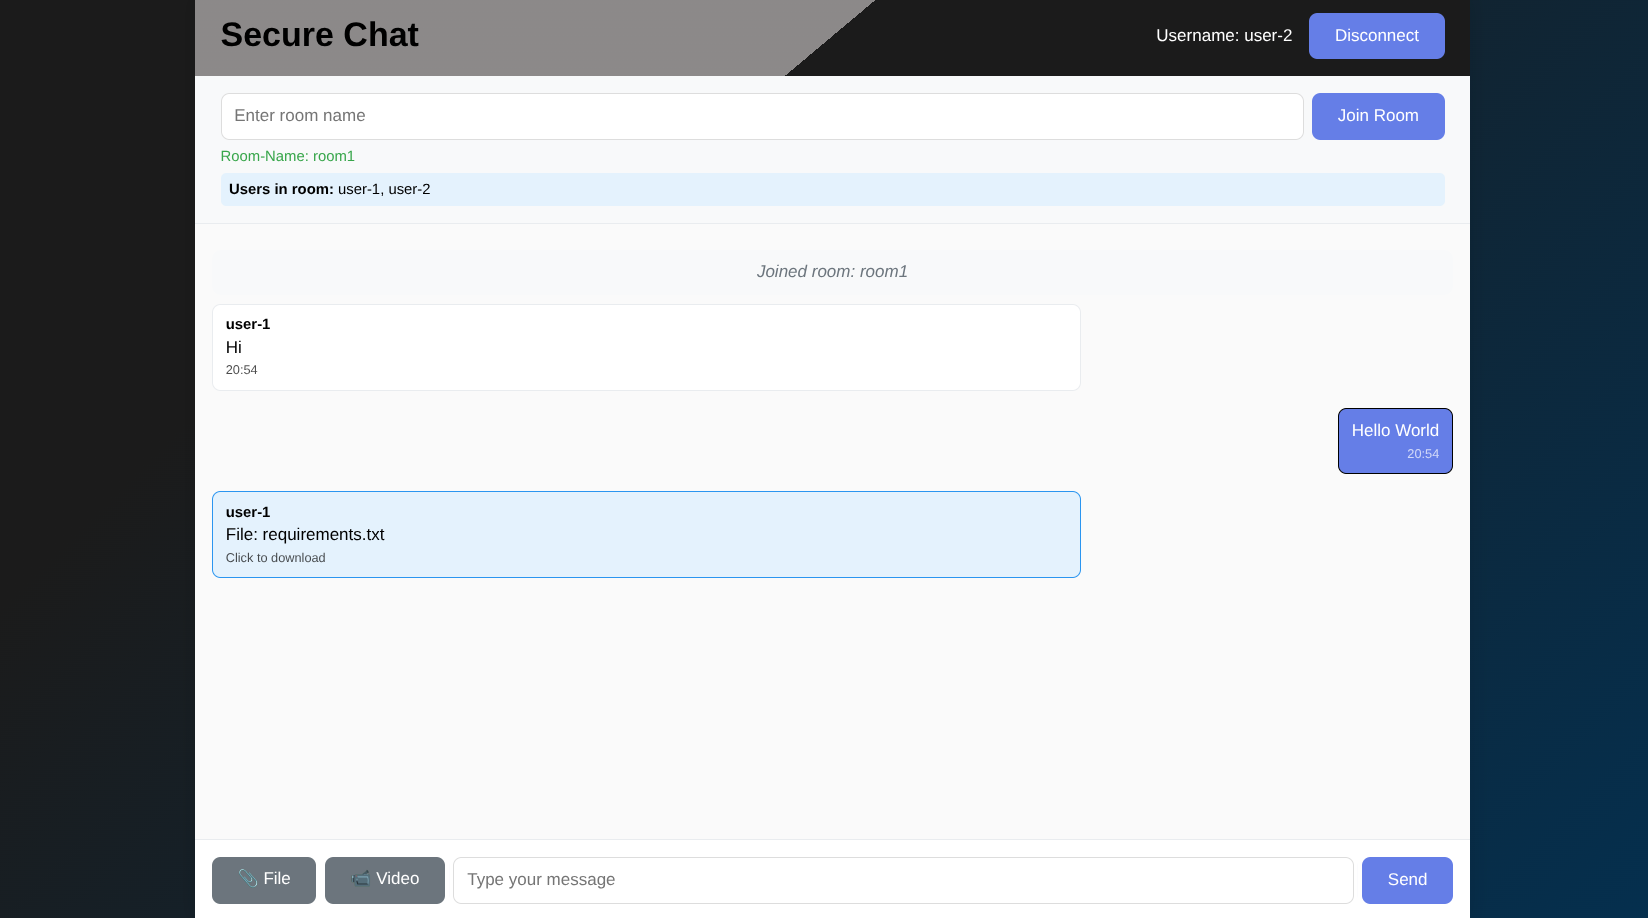 Secure Chat
Username: user-2
Disconnect
Enter room name
Join Room
Room-Name: room1
Users in room: user-1, user-2
Joined room: room1
user-1
Hi
20:54
Hello World
20:54
user-1
File: requirements.txt
Click to download
📎 File
📹 Video
Type your message
Send